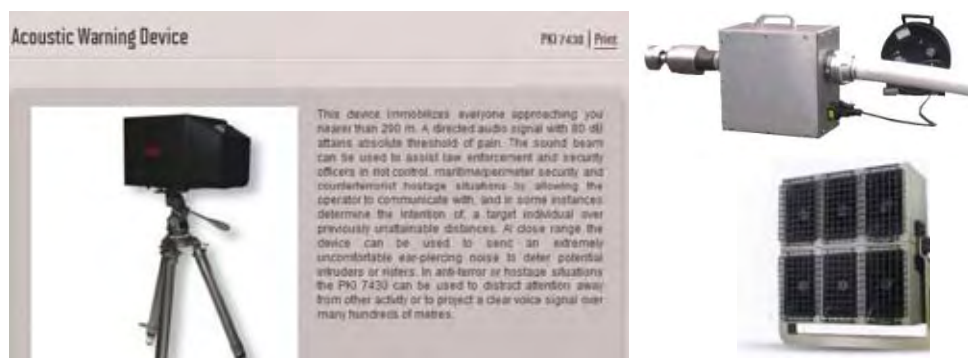 Acoustic Warning Device
PKI 7430 | Print
This device immobilizes everyone approaching you
nearer than 200 m. A directed audio signal with 80 dB
attains absolute threshold of pain. The sound beam
can be used to assist law enforcement and security
officers in riot control, maritime/perimeter security and
counterterrorist hostage situations by allowing the
operator to communicate with, and in some instances
determine the intention of, a target individual over
previously unattainable distances. At close range the
device can be used to send an extremely
uncomfortable ear-piercing noise to deter potential
intruders or rioters. In anti-terror or hostage situations
the PKI 7430 can be used to distract attention away
from other activity or to project a clear voice signal over
many hundreds of metres.